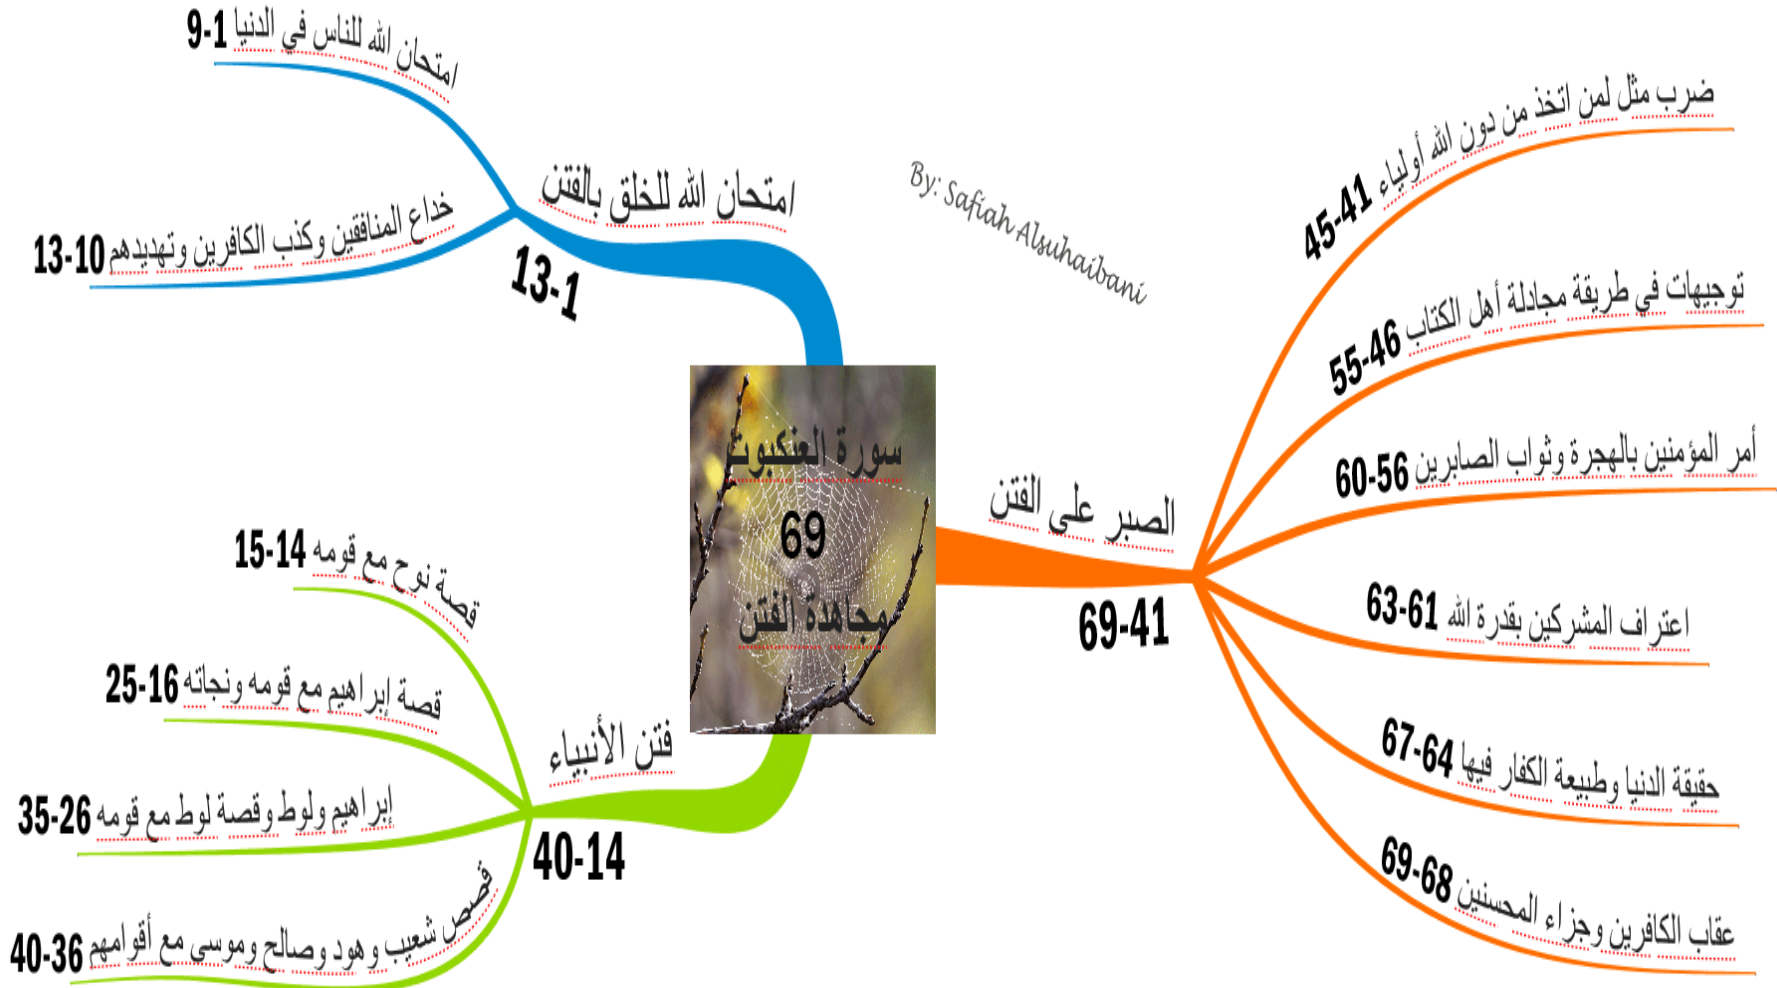 سورة العنكبوت
69
مجاهدة الفتن
By: Safiah Alsuhaibani
امتحان الله للخلق بالفتن
13-1
امتحان الله للناس في الدنيا 1-9
خداع المنافقين وكذب الكافرين وتهديدهم 10-13
فتن الأنبياء
40-14
قصة نوح مع قومه 14-15
قصة إبراهيم مع قومه ونجاته 16-25
إبراهيم ولوط وقصة لوط مع قومه 26-35
قصص شعيب وهود وصالح وموسى مع أقوامهم 36-40
الصبر على الفتن
69-41
ضرب مثل لمن اتخذ من دون الله أولياء 41-45
توجيهات في طريقة مجادلة أهل الكتاب 46-55
أمر المؤمنين بالهجرة وثواب الصابرين 56-60
اعتراف المشركين بقدرة الله 61-63
حقيقة الدنيا وطبيعة الكفار فيها 64-67
عقاب الكافرين وجزاء المحسنين 68-69